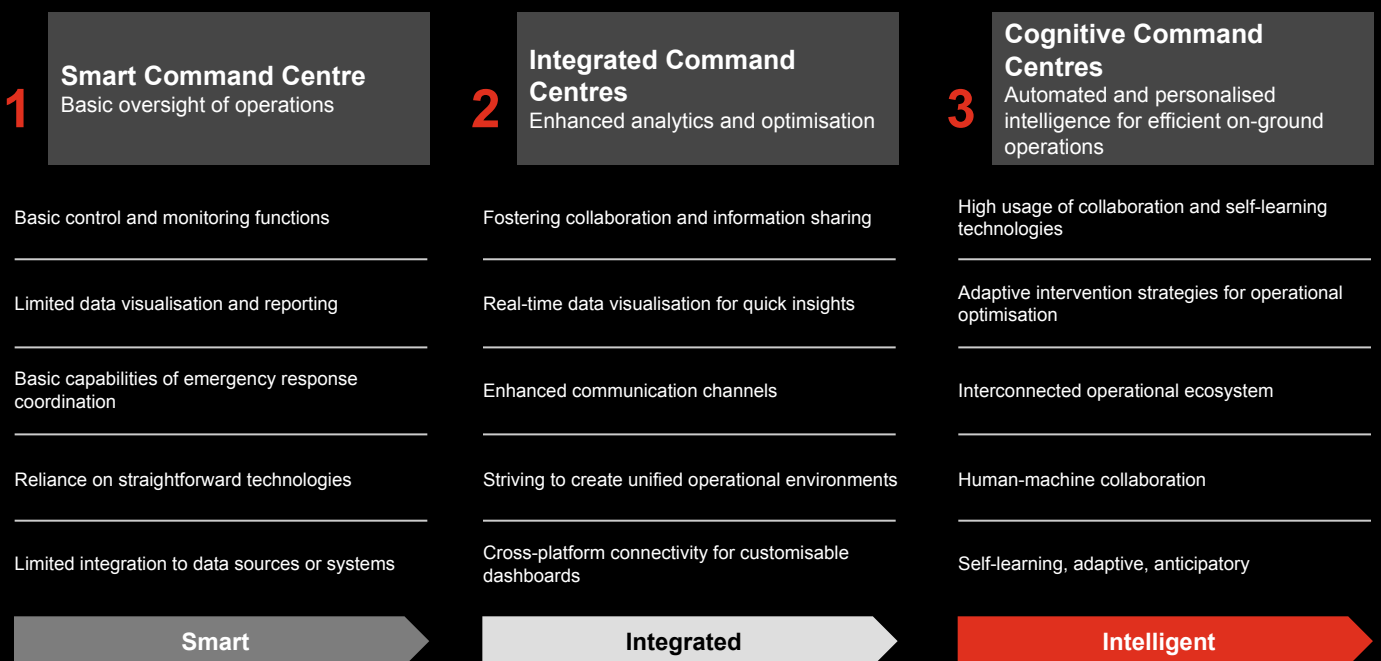 1
Smart Command Centre
Basic oversight of operations
Basic control and monitoring functions
Limited data visualisation and reporting
Basic capabilities of emergency response
coordination
Reliance on straightforward technologies
Limited integration to data sources or systems
Smart
2
Integrated Command
Centres
Enhanced analytics and optimisation
Fostering collaboration and information sharing
Real-time data visualisation for quick insights
Enhanced communication channels
Striving to create unified operational environments
Cross-platform connectivity for customisable
dashboards
Integrated
3
Cognitive Command
Centres
Automated and personalised
intelligence for efficient on-ground
operations
High usage of collaboration and self-learning
technologies
Adaptive intervention strategies for operational
optimisation
Interconnected operational ecosystem
Human-machine collaboration
Self-learning, adaptive, anticipatory
Intelligent